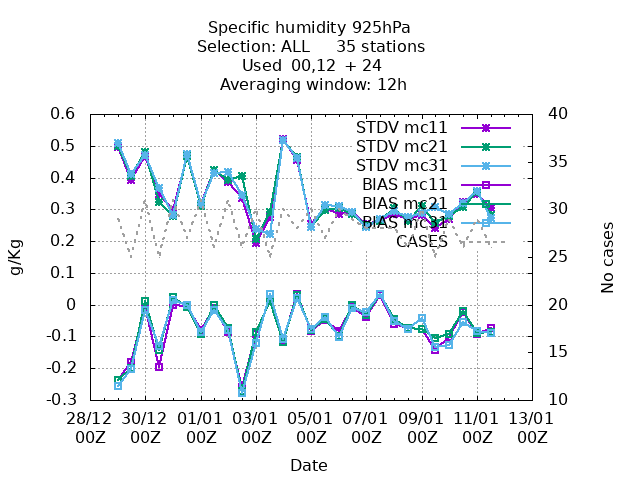 Specific humidity 925hPa
Selection: ALL 35 stations
Used 00,12 + 24
Averaging window: 12h
0.6
0.5
0.4
0.3
0.2
0.1
0
-0.1
-0.2
-0.3
g/Kg
STDV mc11
STDV mc21
STDV mc31
BIAS mc11
BIAS mc21
BIAS mc31
CASES
40
35
30
25
20
15
10
No cases
28/12 30/12 01/01 03/01 05/01 07/01 09/01 11/01 13/01
00Z 00Z 00Z 00Z 00Z 00Z 00Z 00Z 00Z
Date